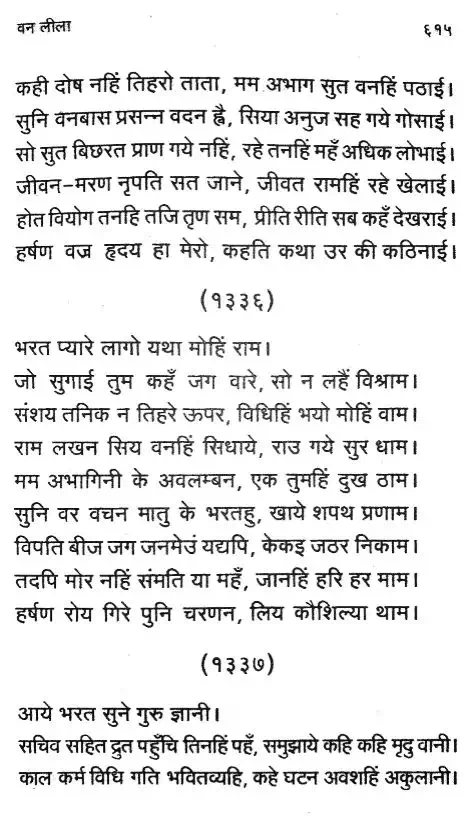 वन लीला
६१५
कही दोष नहिं तिहरो ताता, मम अभाग सुत वनहिं पठाई।
सुनि वनबास प्रसन्न वदन ह्वै, सिया अनुज सह गये गोसाई।
सो सुत बिछरत प्राण गये नहिं, रहे तनहिं महँ अधिक लोभाई।
जीवन-मरण नृपति सत जाने, जीवत रामहिं रहे खेलाई।
होत वियोग तनहि तजि तृण सम, प्रीति रीति सब कहँ देखराई।
हर्षण वज्र हृदय हा मेरो, कहति कथा उर की कठिनाई।
(१३३६)
भरत प्यारे लागो यथा मोहिं राम।
जो सुगाई तुम कहँ जग वारे, सो न लहैं विश्राम।
संशय तनिक न तिहरे ऊपर, विधिहिं भयो मोहिं वाम।
राम लखन सिय वनहिं सिधाये, राउ गये सुर धाम।
मम अभागिनी के अवलम्बन, एक तुमहिं दुख ठाम।
सुनि वर वचन मातु के भरतहु, खाये शपथ प्रणाम।
विपति बीज जग जनमेउं यद्यपि, केकइ जठर निकाम।
तदपि मोर नहिं संमति या महँ, जानहिं हरि हर माम।
हर्षण रोय गिरे पुनि चरणन, लिय कौशिल्या थाम।
(१३३७)
आये भरत सुने गुरु ज्ञानी।
सचिव सहित द्रुत पहुँचि तिनहिं पहँ, समुझाये कहि कहि मृदु वानी।
काल कर्म विधि गति भवितव्यहि, कहे घटन अवशहिं अकुलानी।